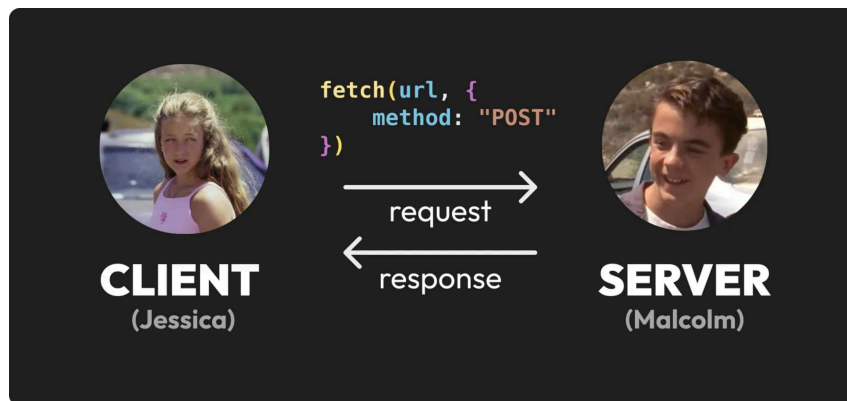 fetch(url, {
    method: "POST"
})
request
response
CLIENT
(Jessica)
SERVER
(Malcolm)